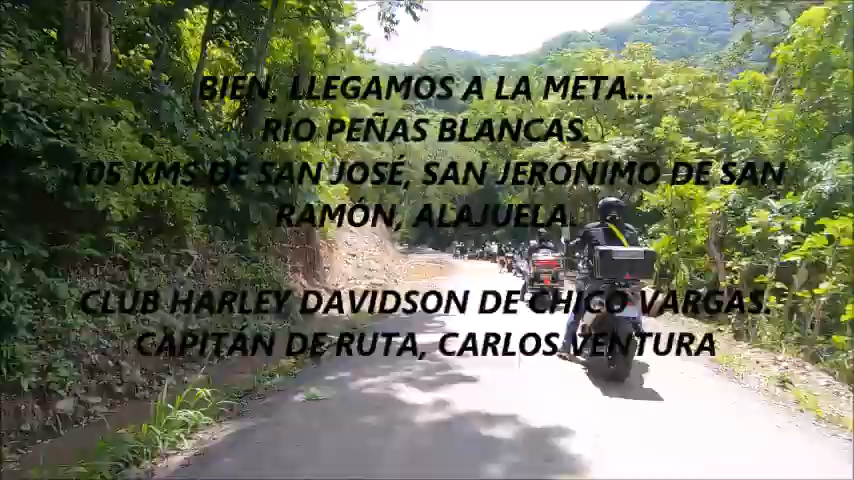 BIEN, LLEGAMOS A LA META...
RÍO PEÑAS BLANCAS.
105 KMS DE SAN JOSÉ, SAN JERÓNIMO DE SAN
RAMÓN, ALAJUELA.
CLUB HARLEY DAVIDSON DE CHICO VARGAS.
CAPITÁN DE RUTA, CARLOS VENTURA